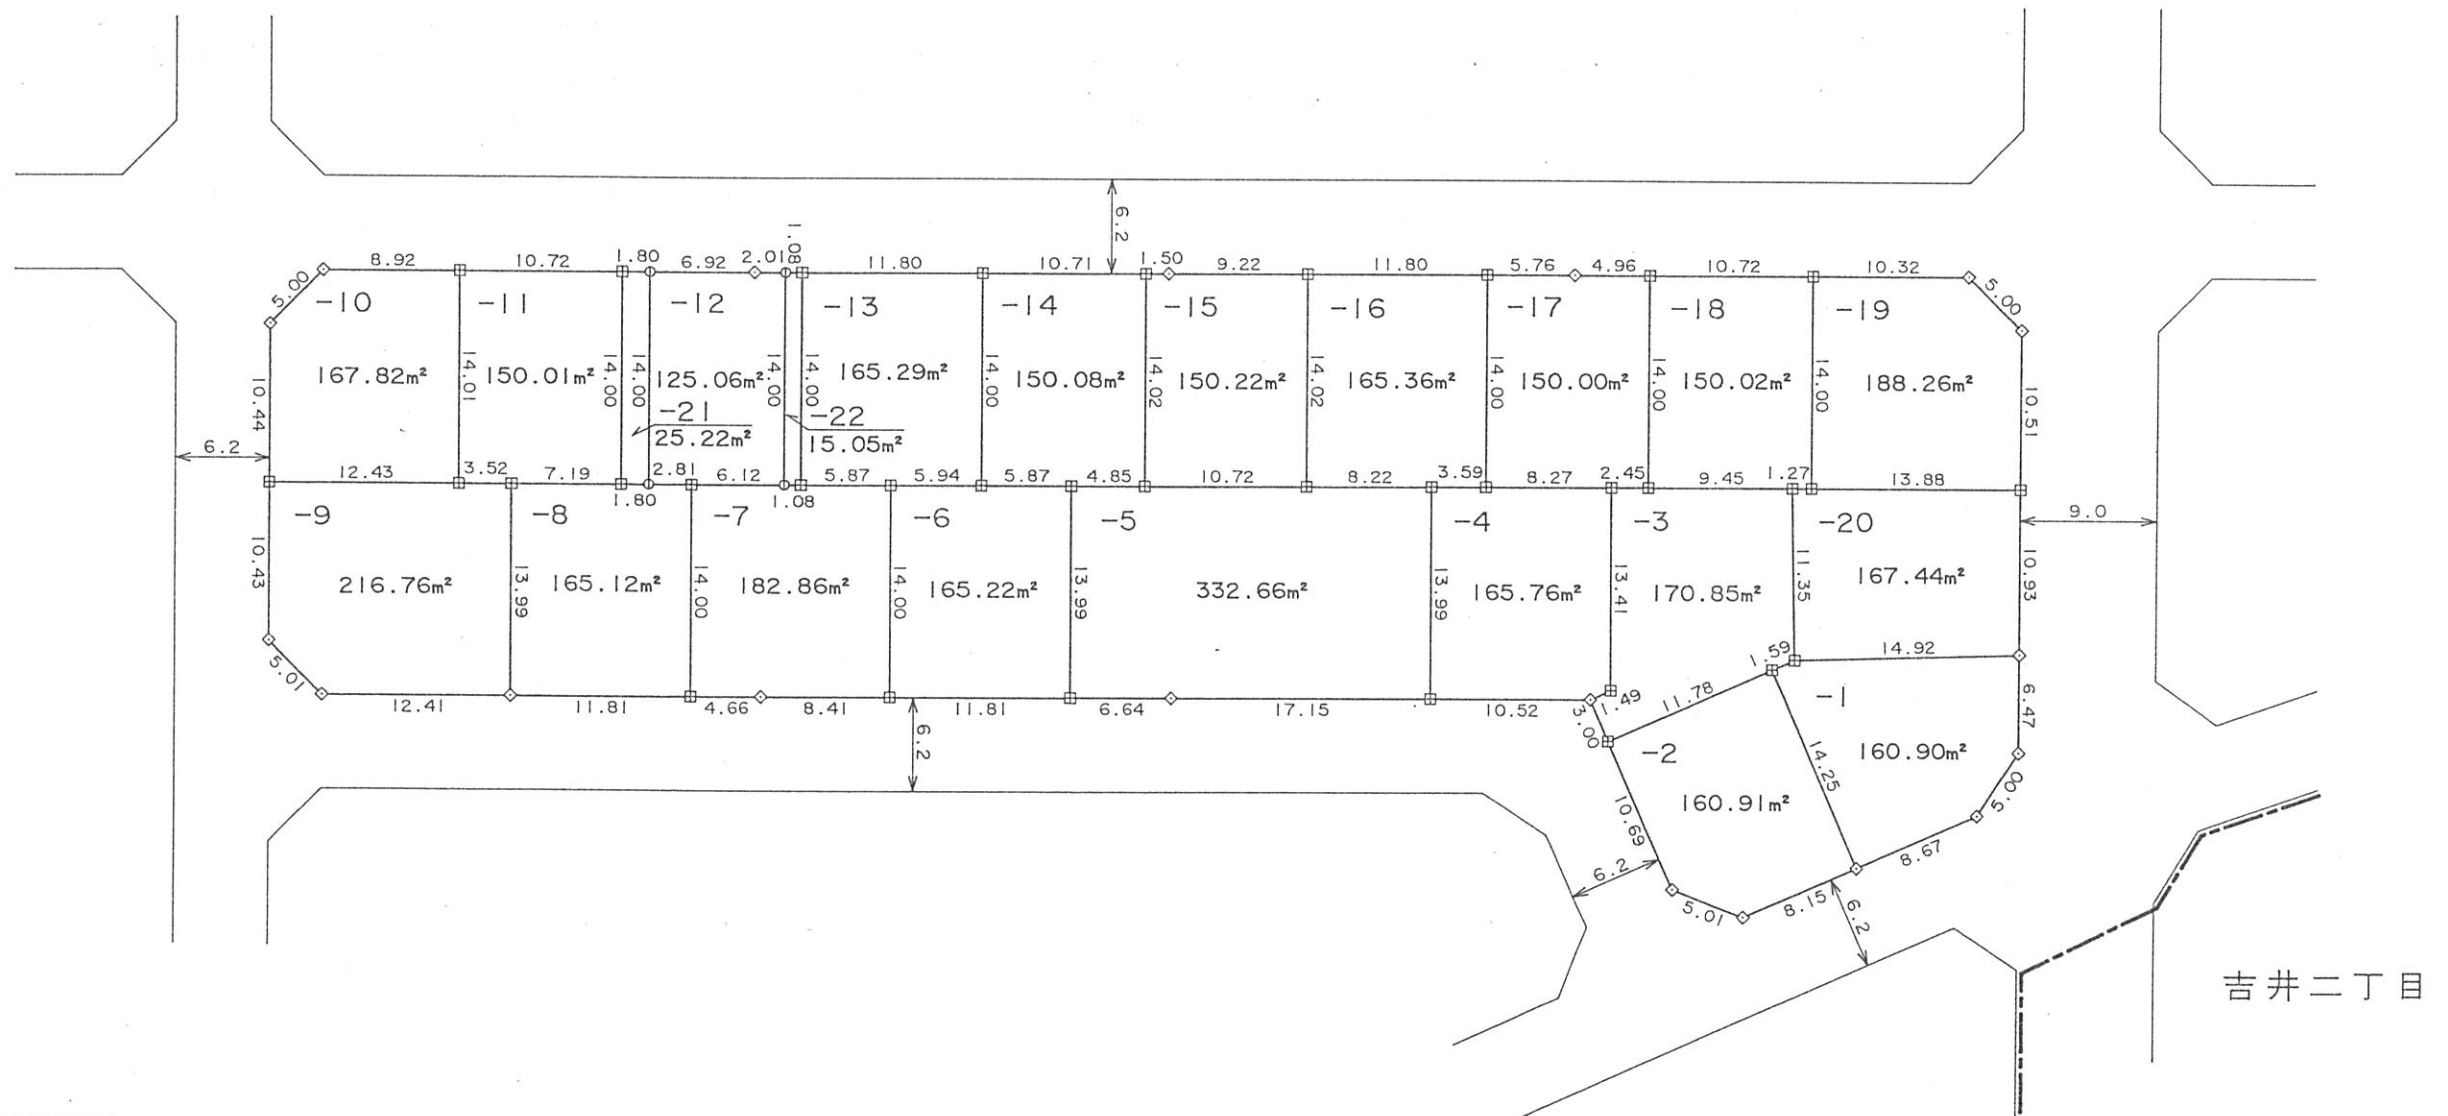 6.2
1.08
8.92 10.72 1.80 6.92 2.01 11.80 10.71 1.50 9.22 11.80 5.76 4.96 10.72 10.32
5.00 5.00
-10 -11 -12 -13 -14 -15 -16 -17 -18 -19
167.82m² 150.01m² 125.06m² 165.29m² 150.08m² 150.22m² 165.36m² 150.00m² 150.02m² 188.26m²
10.44 14.01 14.00 14.00 14.00 14.00 14.00 14.02 14.02 14.00 14.00 14.00 10.51
-21
25.22m²
-22
15.05m²
6.2
12.43 3.52 7.19 2.81 6.12 5.87 5.94 5.87 4.85 10.72 8.22 3.59 8.27 2.45 9.45 1.27 13.88
1.80 1.08
9.0
-9 -8 -7 -6 -5 -4 -3 -20
216.76m² 165.12m² 182.86m² 165.22m² 332.66m² 165.76m² 170.85m² 167.44m²
10.43 13.99 14.00 14.00 13.99 13.99 13.41 11.35 10.93
5.01
1.59 14.92
12.41 11.81 4.66 8.41 11.81 6.64 17.15 10.52 1.49 11.78
3.00
6.2
-1
160.90m²
6.47
14.25
5.00
-2
160.91m²
10.69
8.67
6.2
5.01
8.15
6.2
吉井二丁目